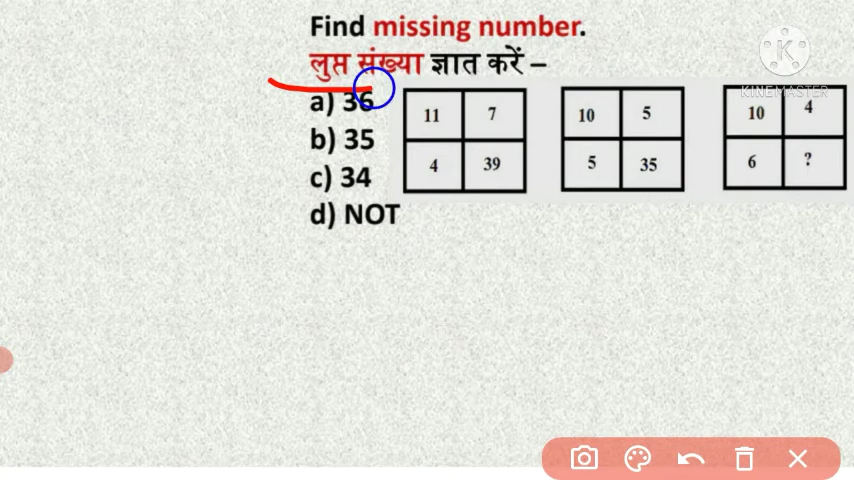 Find missing number.
लुप्त संख्या ज्ञात करें –
a) 36
b) 35
c) 34
d) NOT
11 7
4 39
10 5
5 35
10 4
6 ?
KINEMASTER